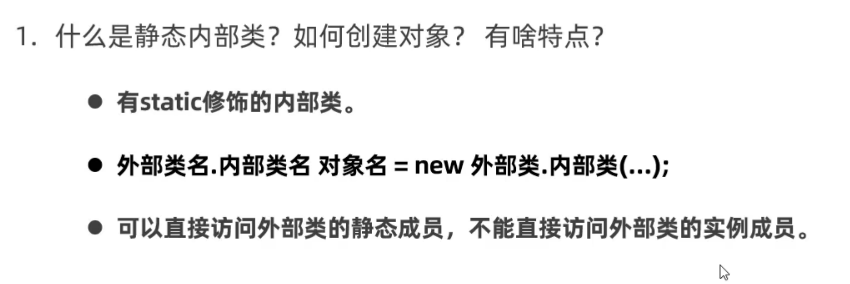 1. 什么是静态内部类？如何创建对象？ 有啥特点？
● 有static修饰的内部类。
● 外部类名.内部类名 对象名 = new 外部类.内部类(…);
● 可以直接访问外部类的静态成员，不能直接访问外部类的实例成员。